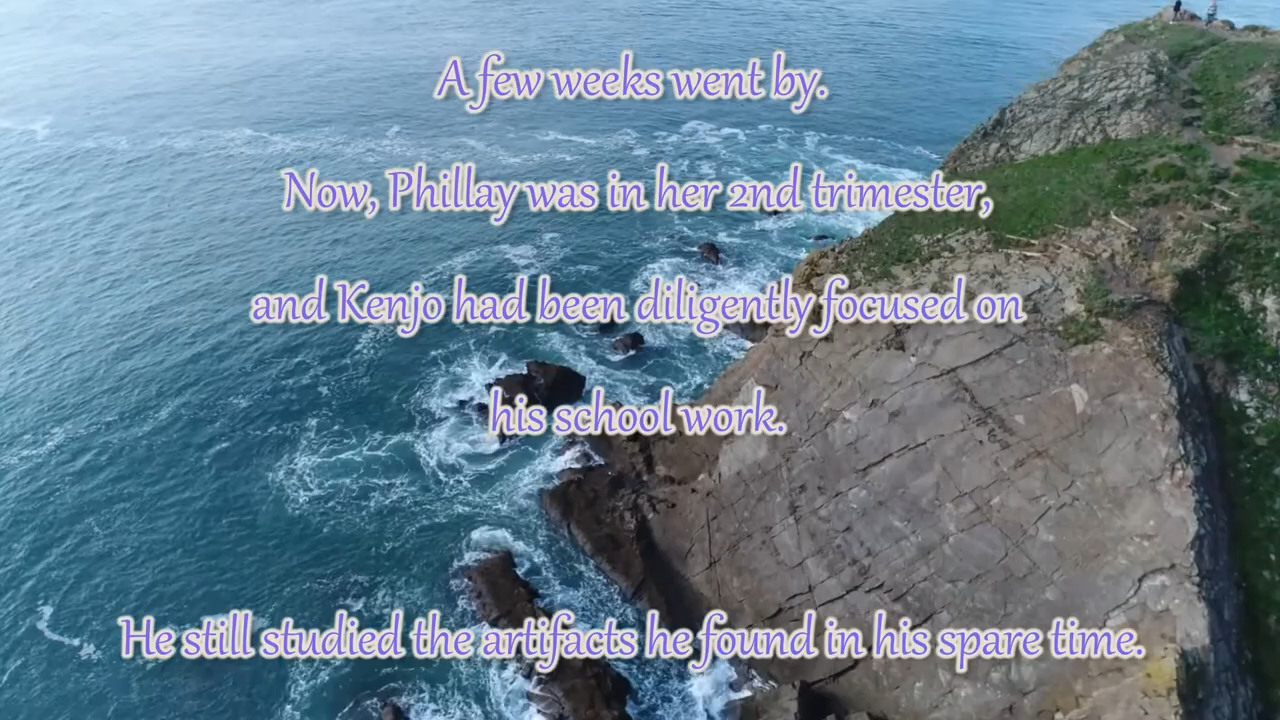 A few weeks went by.
Now, Phillay was in her 2nd trimester,
and Kenjo had been diligently focused on
his school work.
He still studied the artifacts he found in his spare time.